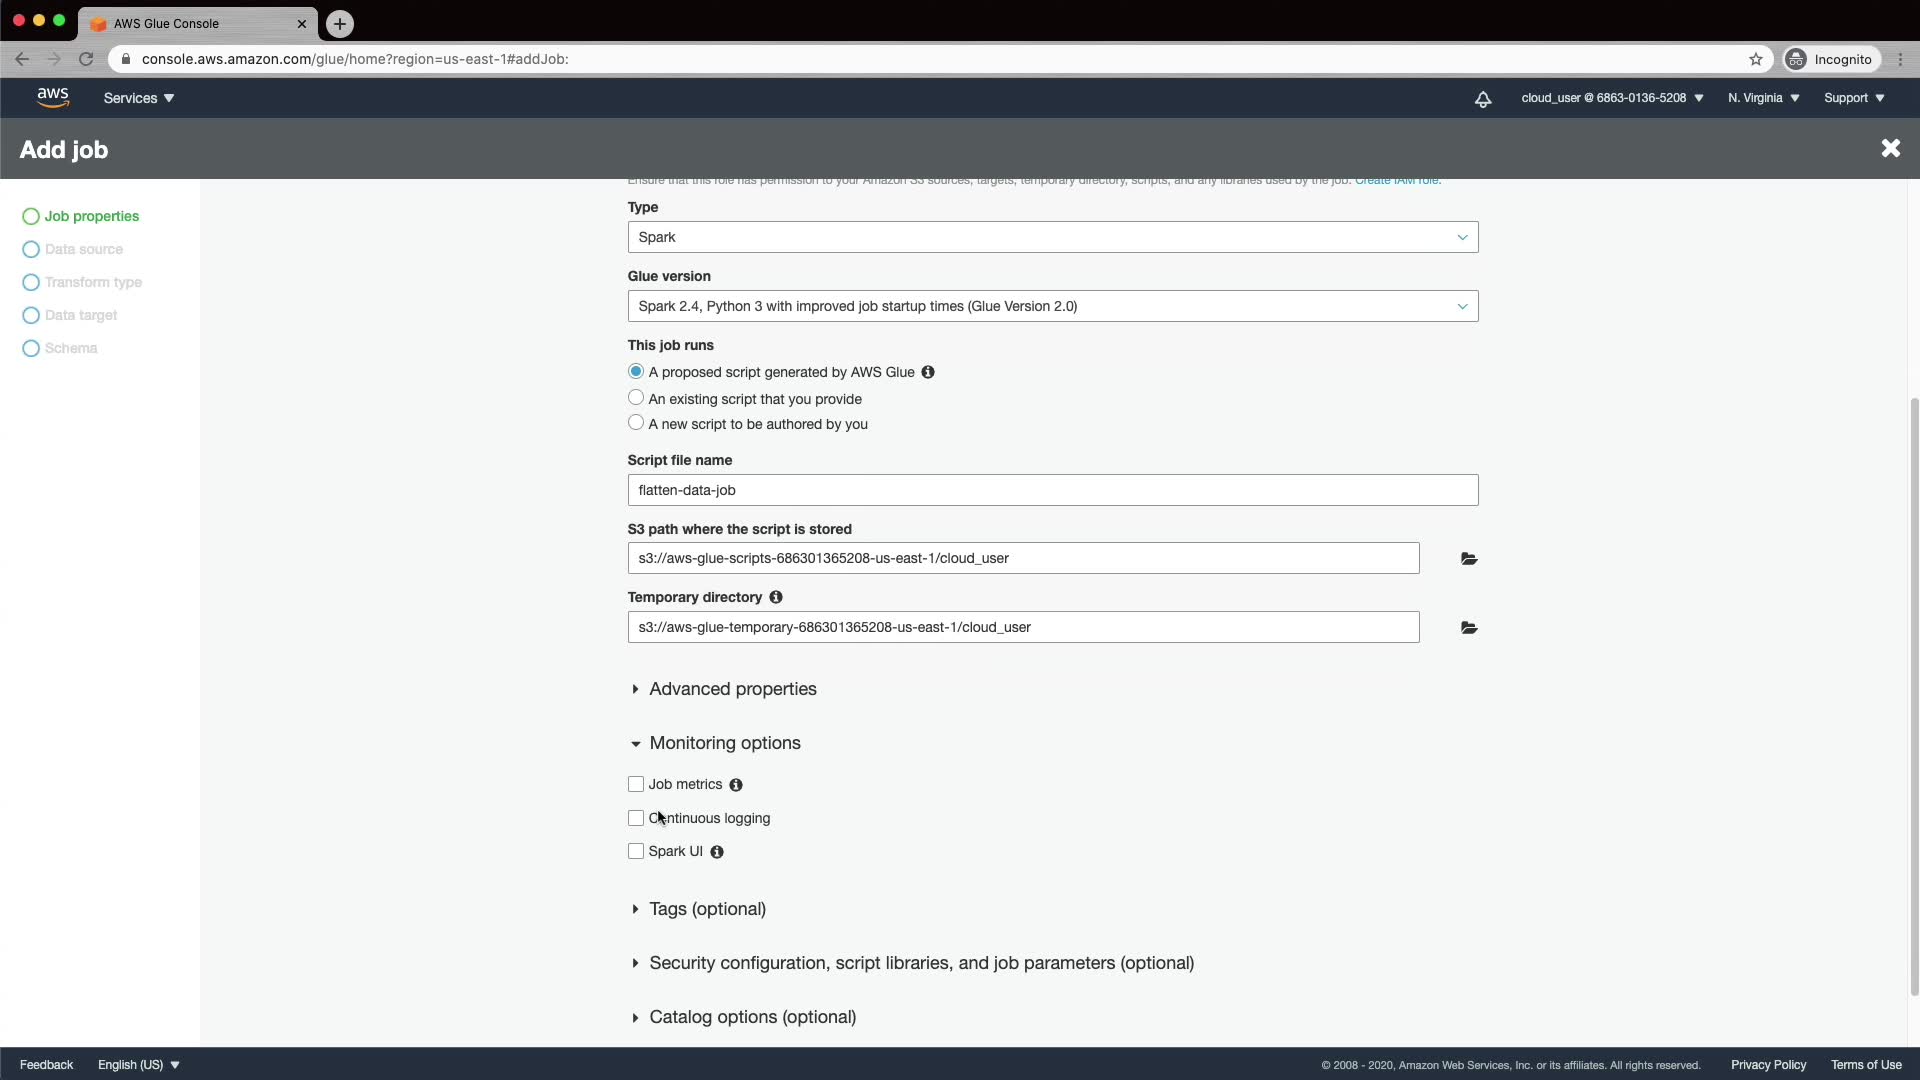 AWS Glue Console
console.aws.amazon.com/glue/home?region=us-east-1#addJob:
Incognito
aws
Services
cloud_user @ 6863-0136-5208
N. Virginia
Support
Add job
Ensure that this role has permission to your Amazon S3 sources, targets, temporary directory, scripts, and any libraries used by the job. Create IAM role.
Job properties
Data source
Transform type
Data target
Schema
Type
Spark
Glue version
Spark 2.4, Python 3 with improved job startup times (Glue Version 2.0)
This job runs
A proposed script generated by AWS Glue
An existing script that you provide
A new script to be authored by you
Script file name
flatten-data-job
S3 path where the script is stored
s3://aws-glue-scripts-686301365208-us-east-1/cloud_user
Temporary directory
s3://aws-glue-temporary-686301365208-us-east-1/cloud_user
Advanced properties
Monitoring options
Job metrics
Continuous logging
Spark UI
Tags (optional)
Security configuration, script libraries, and job parameters (optional)
Catalog options (optional)
Feedback
English (US)
© 2008 - 2020, Amazon Web Services, Inc. or its affiliates. All rights reserved.
Privacy Policy
Terms of Use